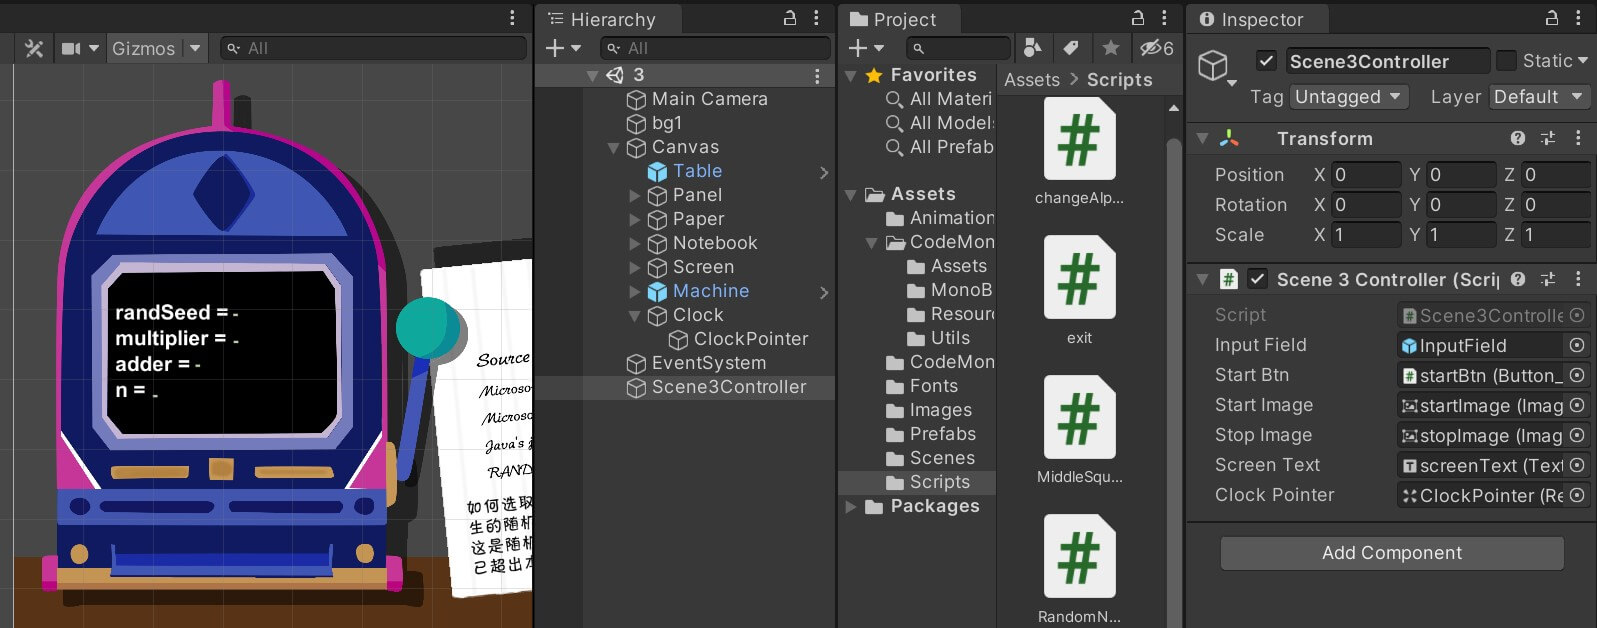 Gizmos
All
randSeed = -
multiplier = -
adder = -
n = -
Source
Microso
Microso
Java's
RAND
如何选取
生的随机
这是随机
己超出本
Hierarchy
All
3
Main Camera
bg1
Canvas
Table
Panel
Paper
Notebook
Screen
Machine
Clock
ClockPointer
EventSystem
Scene3Controller
Project
6
Favorites
All Materi
All Model
All Prefab
Assets
Animation
CodeMon
Assets
MonoB
Resour
Utils
CodeMon
Fonts
Images
Prefabs
Scenes
Scripts
Packages
Assets > Scripts
changeAlp...
exit
MiddleSqu...
RandomN...
Inspector
Scene3Controller
Static
Tag Untagged Layer Default
Transform
Position X 0 Y 0 Z 0
Rotation X 0 Y 0 Z 0
Scale X 1 Y 1 Z 1
Scene 3 Controller (Scri
Script Scene3Controlle
Input Field InputField
Start Btn startBtn (Button_
Start Image startImage (Imag
Stop Image stopImage (Imag
Screen Text screenText (Text
Clock Pointer ClockPointer (Re
Add Component